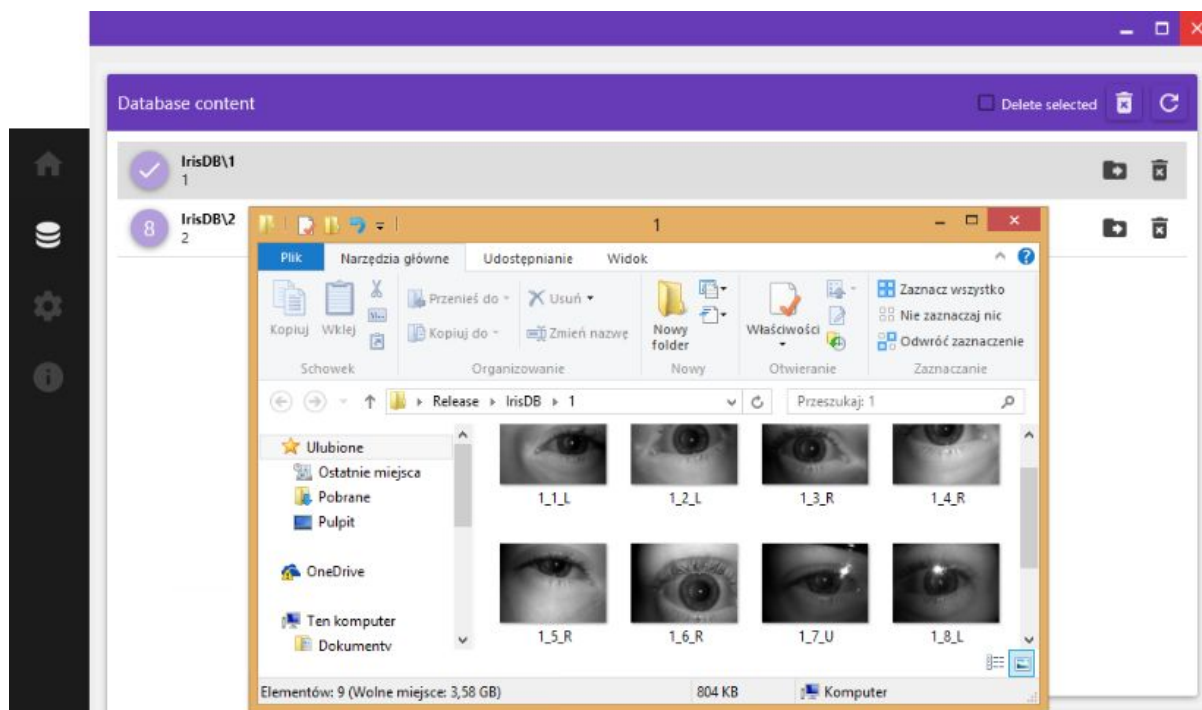 Database content
Delete selected
IrisDB\1
1
IrisDB\2
8
2
1
Plik Narzędzia główne Udostępnianie Widok
Kopiuj Wklej
Przenieś do
Kopiuj do
Usuń
Zmień nazwę
Nowy
folder
Właściwości
Zaznacz wszystko
Nie zaznaczaj nic
Odwróć zaznaczenie
Schowek Organizowanie Nowy Otwieranie Zaznaczanie
Release IrisDB 1
Przeszukaj: 1
Ulubione
Ostatnie miejsca
Pobrane
Pulpit
OneDrive
Ten komputer
Dokumenty
1_1_L 1_2_L 1_3_R 1_4_R
1_5_R 1_6_R 1_7_U 1_8_L
Elementów: 9 (Wolne miejsce: 3,58 GB) 804 KB Komputer